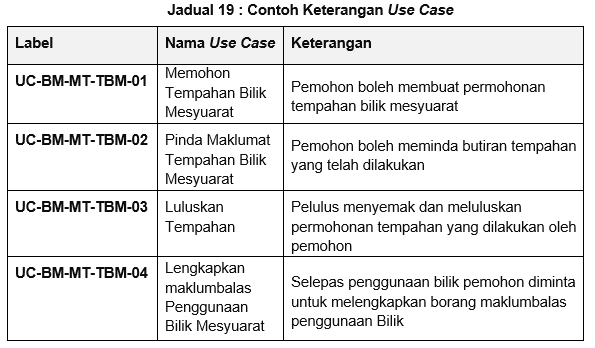 Jadual 19 : Contoh Keterangan Use Case
Label
Nama Use Case
Keterangan
UC-BM-MT-TBM-01
Memohon
Tempahan Bilik
Mesyuarat
Pemohon boleh membuat permohonan
tempahan bilik mesyuarat
UC-BM-MT-TBM-02
Pinda Maklumat
Tempahan Bilik
Mesyuarat
Pemohon boleh meminda butiran tempahan
yang telah dilakukan
UC-BM-MT-TBM-03
Luluskan
Tempahan
Pelulus menyemak dan meluluskan
permohonan tempahan yang dilakukan oleh
pemohon
UC-BM-MT-TBM-04
Lengkapkan
maklumbalas
Penggunaan
Bilik Mesyuarat
Selepas penggunaan bilik pemohon diminta
untuk melengkapkan borang maklumbalas
penggunaan Bilik